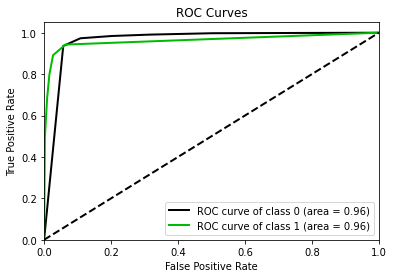 ROC Curves
True Positive Rate
1.0
0.8
0.6
0.4
0.2
0.0
ROC curve of class 0 (area = 0.96)
ROC curve of class 1 (area = 0.96)
0.0 0.2 0.4 0.6 0.8 1.0
False Positive Rate